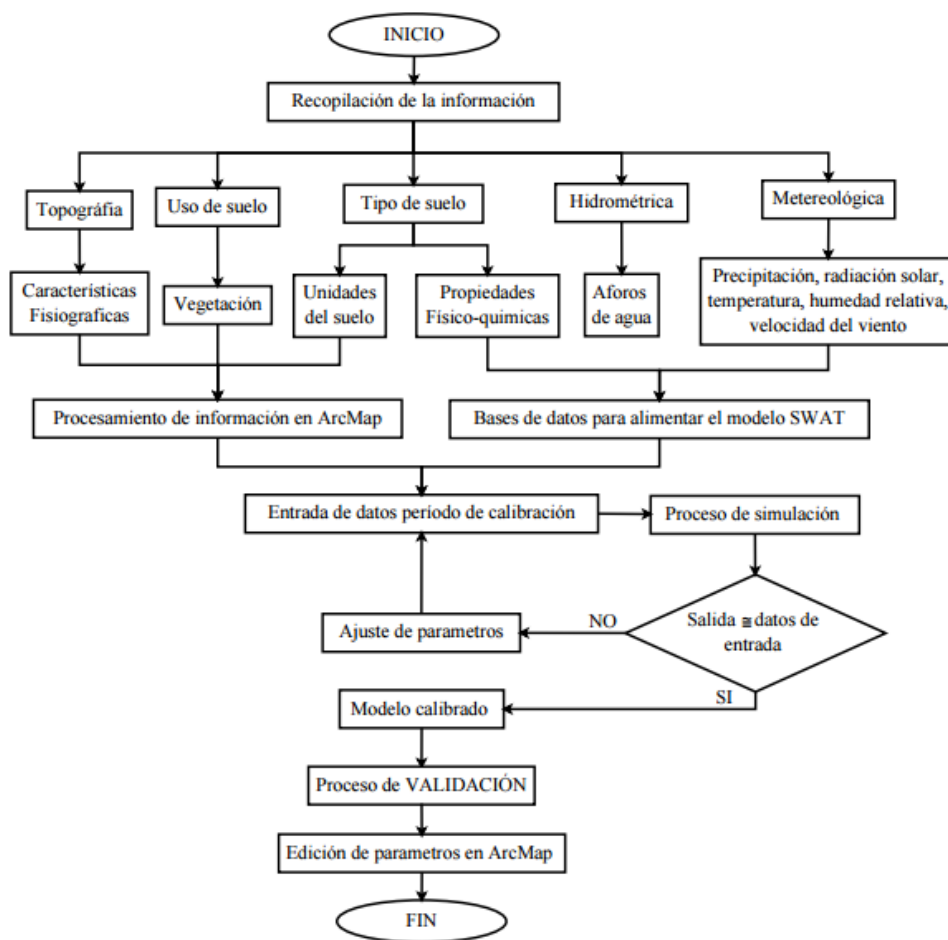 INICIO
Recopilación de la información
Topográfia
Uso de suelo
Tipo de suelo
Hidrométrica
Metereológica
Características
Fisiograficas
Vegetación
Unidades
del suelo
Propiedades
Físico-quimicas
Aforos
de agua
Precipitación, radiación solar,
temperatura, humedad relativa,
velocidad del viento
Procesamiento de información en ArcMap
Bases de datos para alimentar el modelo SWAT
Entrada de datos período de calibración
Proceso de simulación
Salida ≅ datos de
entrada
NO
Ajuste de parametros
SI
Modelo calibrado
Proceso de VALIDACIÓN
Edición de parametros en ArcMap
FIN